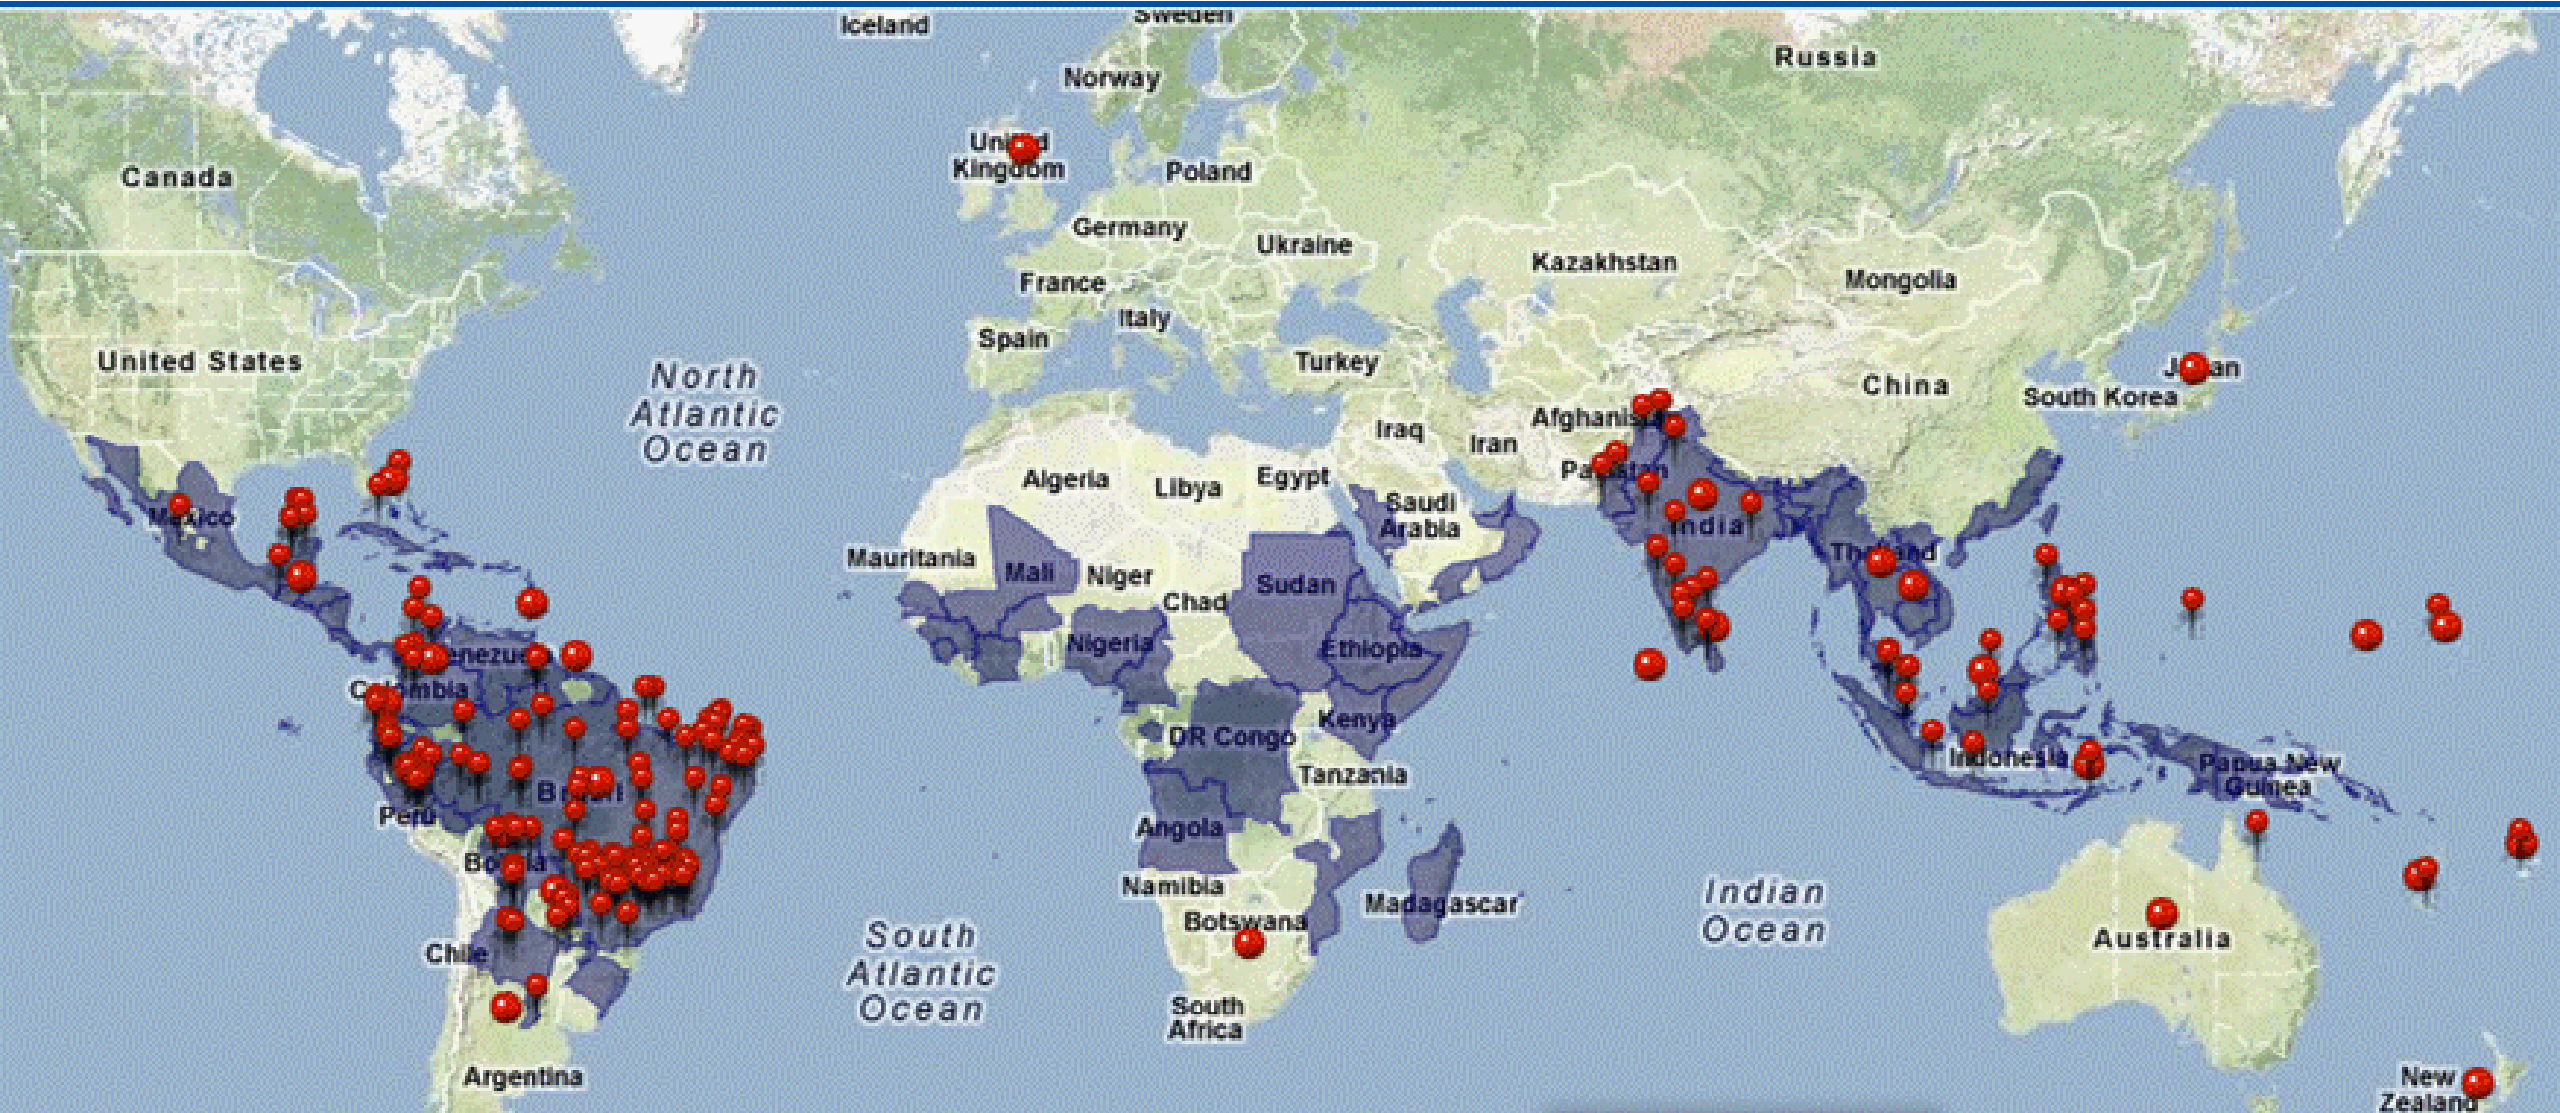 Iceland
Sweden
Norway
Russia
United
Kingdom
Poland
Canada
Germany
Ukraine
Kazakhstan
Mongolia
France
Italy
Spain
Turkey
United States
North
Atlantic
Ocean
China
Japan
South Korea
Afghanistan
Iraq
Iran
Pakistan
Algeria
Libya
Egypt
Saudi
Arabia
Mexico
India
Thailand
Mauritania
Mali
Niger
Sudan
Chad
Nigeria
Ethiopia
Venezuela
Colombia
Kenya
DR Congo
Tanzania
Indonesia
Papua New
Guinea
Brazil
Peru
Angola
Bolivia
Namibia
Botswana
Madagascar
Indian
Ocean
South
Atlantic
Ocean
Chile
Australia
South
Africa
Argentina
New
Zealand